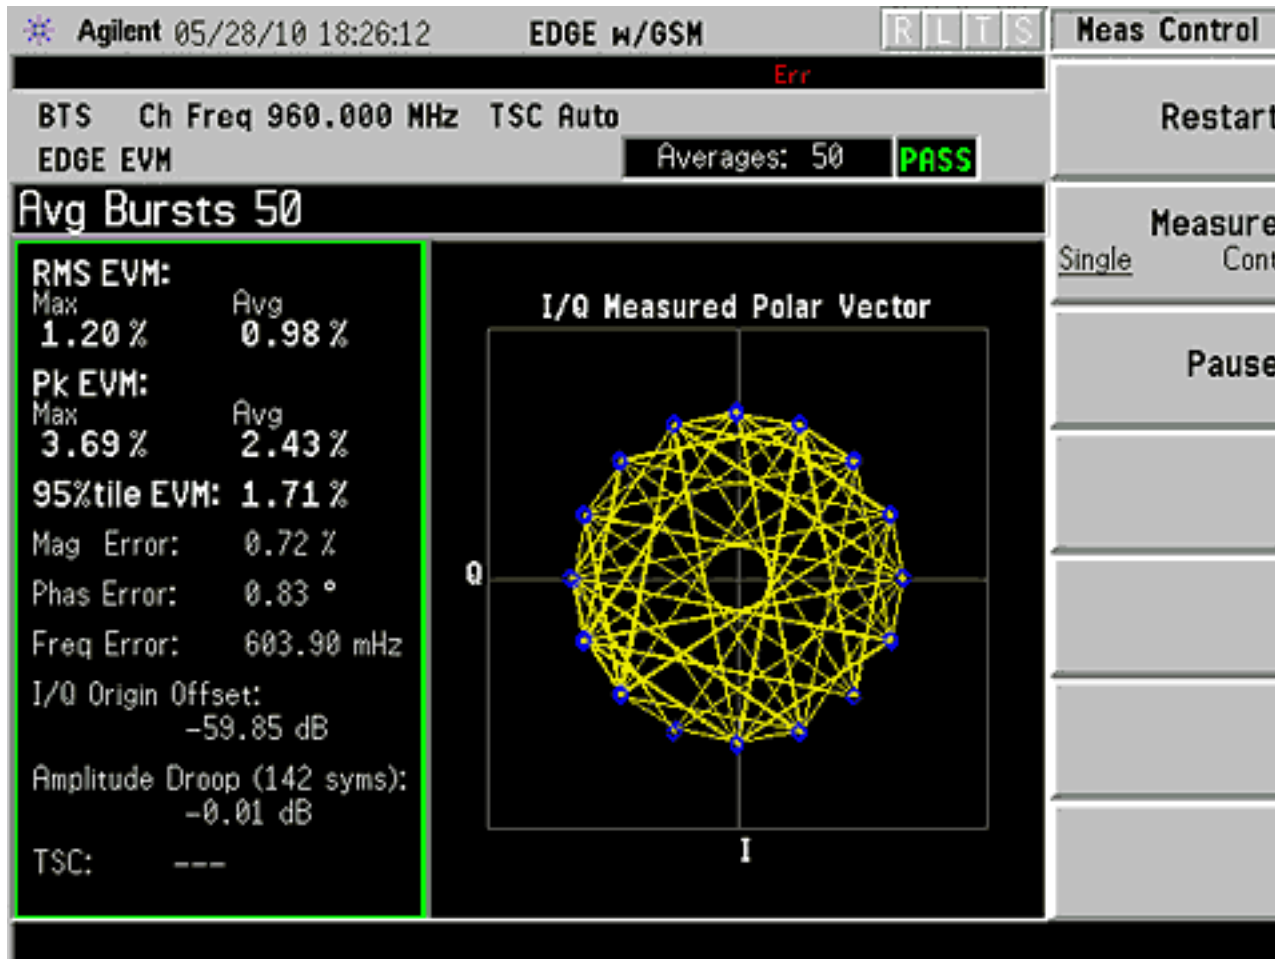 Agilent 05/28/10 18:26:12 EDGE w/GSM R L T S Meas Control
Err
BTS Ch Freq 960.000 MHz TSC Auto
EDGE EVM Averages: 50 PASS
Avg Bursts 50
RMS EVM:
Max Avg
1.20 % 0.98 %
Pk EVM:
Max Avg
3.69 % 2.43 %
95%tile EVM: 1.71 %
Mag Error: 0.72 %
Phas Error: 0.83 °
Freq Error: 603.90 mHz
I/Q Origin Offset:
-59.85 dB
Amplitude Droop (142 syms):
-0.01 dB
TSC: ---
I/Q Measured Polar Vector
Q
I
Restart
Measure
Single Cont
Pause